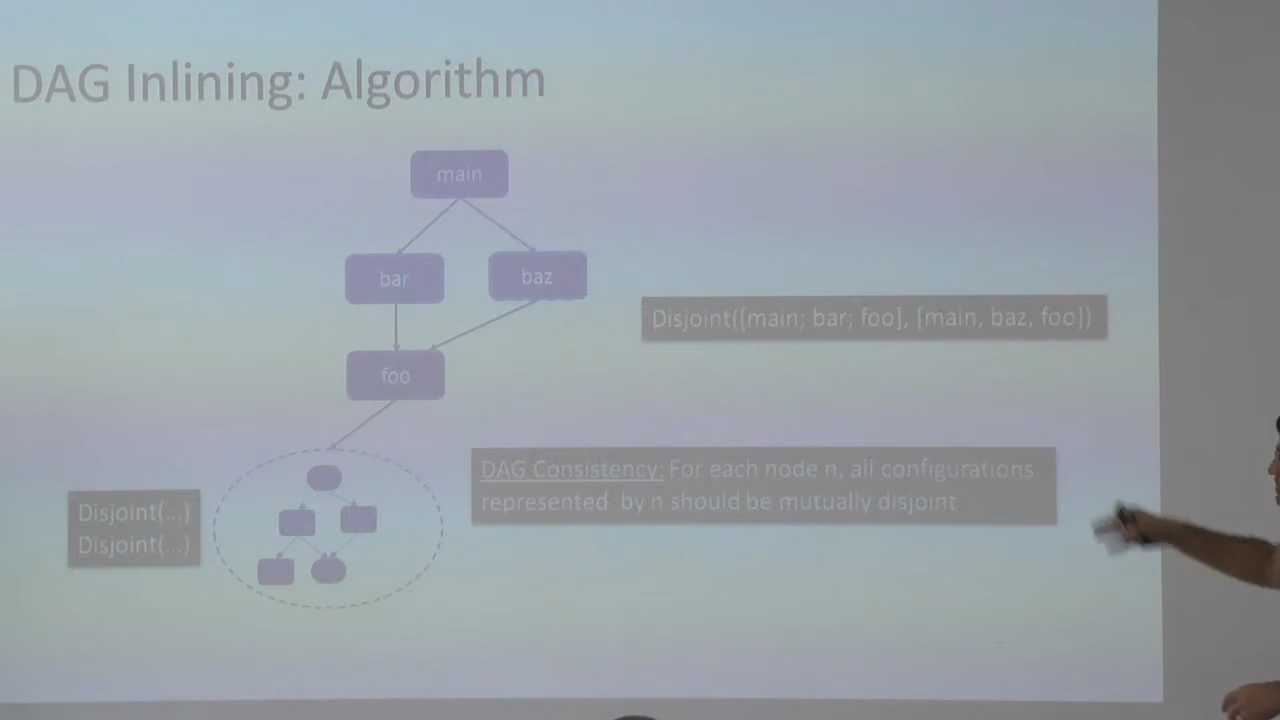 DAG Inlining: Algorithm
main
bar
baz
Disjoint([main; bar; foo], [main, baz, foo])
foo
DAG Consistency: For each node n, all configurations
represented by n should be mutually disjoint
Disjoint(...)
Disjoint(...)